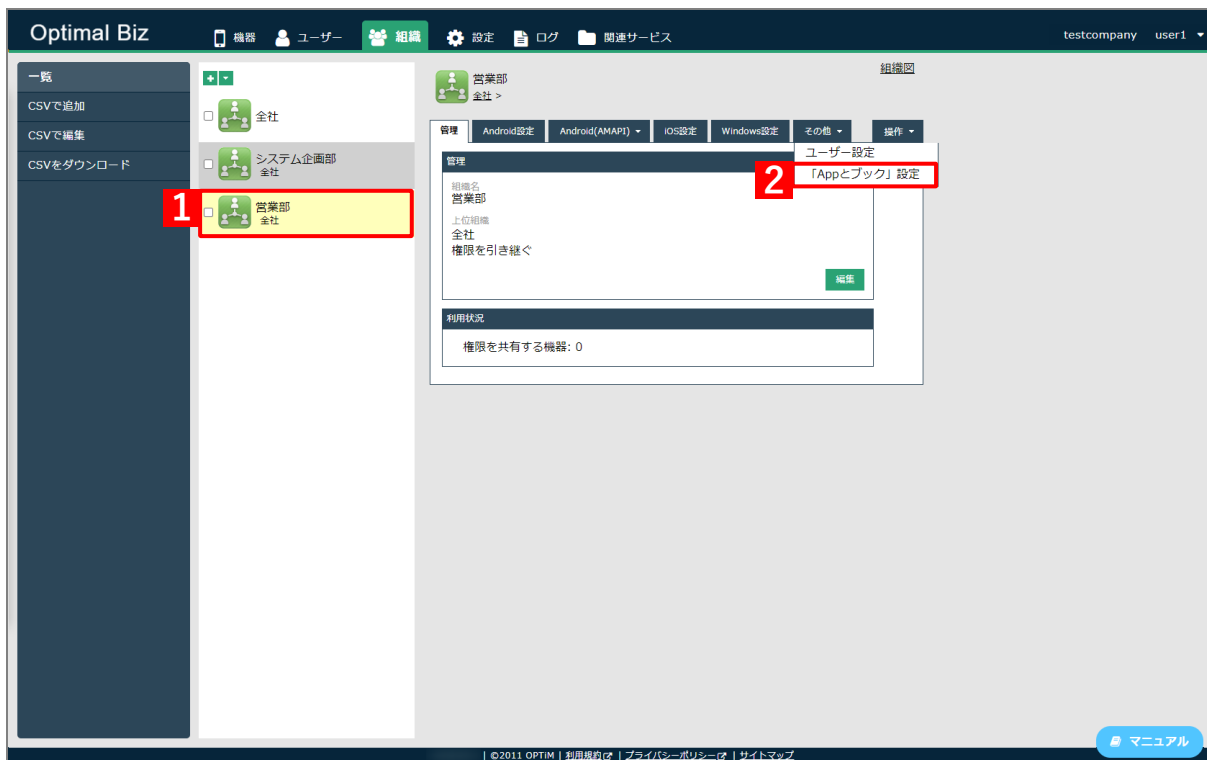 Optimal Biz
機器
ユーザー
組織
設定
ログ
関連サービス
testcompany
user1
一覧
CSVで追加
CSVで編集
CSVをダウンロード
全社
システム企画部
全社
1
営業部
全社
営業部
全社 >
組織図
管理
Android設定
Android(AMAPI)
iOS設定
Windows設定
その他
操作
ユーザー設定
2
「Appとブック」設定
管理
組織名
営業部
上位組織
全社
権限を引き継ぐ
編集
利用状況
権限を共有する機器: 0
マニュアル
| ©2011 OPTiM | 利用規約 | プライバシーポリシー | サイトマップ